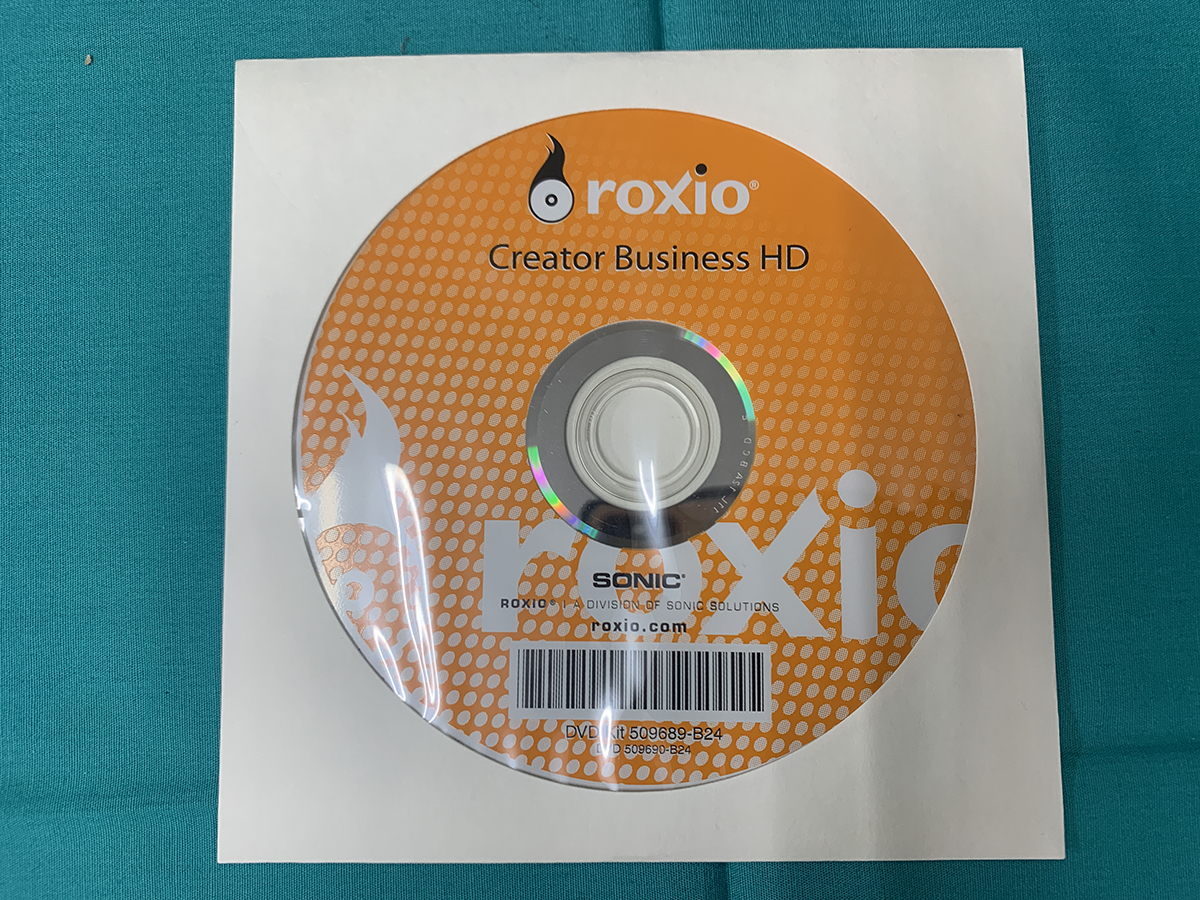 roxio®
Creator Business HD
roxio
SONIC®
ROXIO® | A DIVISION OF SONIC SOLUTIONS
roxio.com
DVD Kit 509689-B24
DVD 509690-B24